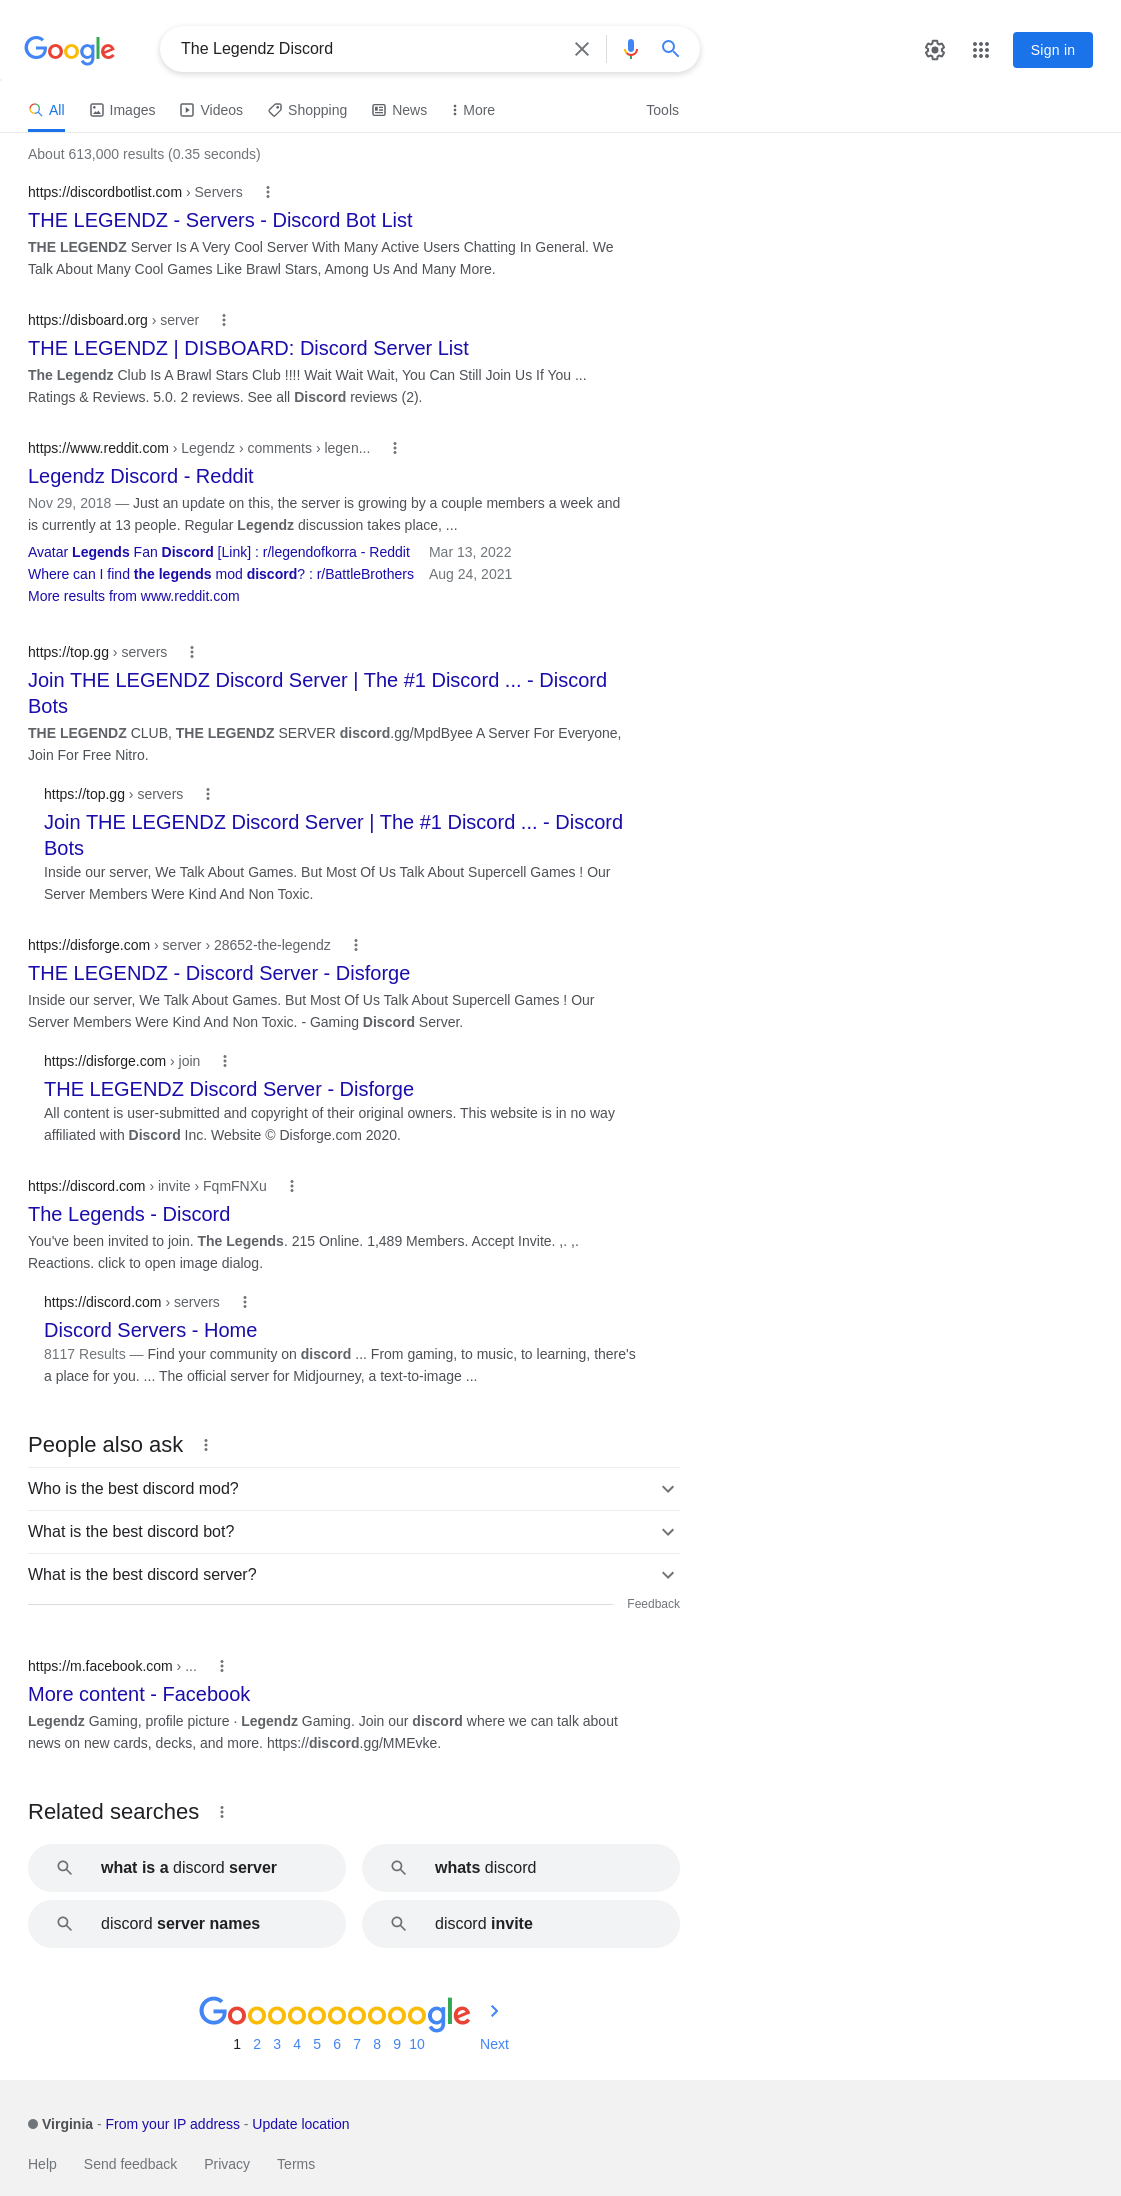 Google
The Legendz Discord
Sign in
All Images Videos Shopping News More Tools
About 613,000 results (0.35 seconds)
https://discordbotlist.com › Servers
THE LEGENDZ - Servers - Discord Bot List
THE LEGENDZ Server Is A Very Cool Server With Many Active Users Chatting In General. We
Talk About Many Cool Games Like Brawl Stars, Among Us And Many More.
https://disboard.org › server
THE LEGENDZ | DISBOARD: Discord Server List
The Legendz Club Is A Brawl Stars Club !!!! Wait Wait Wait, You Can Still Join Us If You ...
Ratings & Reviews. 5.0. 2 reviews. See all Discord reviews (2).
https://www.reddit.com › Legendz › comments › legen...
Legendz Discord - Reddit
Nov 29, 2018 — Just an update on this, the server is growing by a couple members a week and
is currently at 13 people. Regular Legendz discussion takes place, ...
Avatar Legends Fan Discord [Link] : r/legendofkorra - Reddit Mar 13, 2022
Where can I find the legends mod discord? : r/BattleBrothers Aug 24, 2021
More results from www.reddit.com
https://top.gg › servers
Join THE LEGENDZ Discord Server | The #1 Discord ... - Discord
Bots
THE LEGENDZ CLUB, THE LEGENDZ SERVER discord.gg/MpdByee A Server For Everyone,
Join For Free Nitro.
https://top.gg › servers
Join THE LEGENDZ Discord Server | The #1 Discord ... - Discord
Bots
Inside our server, We Talk About Games. But Most Of Us Talk About Supercell Games ! Our
Server Members Were Kind And Non Toxic.
https://disforge.com › server › 28652-the-legendz
THE LEGENDZ - Discord Server - Disforge
Inside our server, We Talk About Games. But Most Of Us Talk About Supercell Games ! Our
Server Members Were Kind And Non Toxic. - Gaming Discord Server.
https://disforge.com › join
THE LEGENDZ Discord Server - Disforge
All content is user-submitted and copyright of their original owners. This website is in no way
affiliated with Discord Inc. Website © Disforge.com 2020.
https://discord.com › invite › FqmFNXu
The Legends - Discord
You've been invited to join. The Legends. 215 Online. 1,489 Members. Accept Invite. ,. ,.
Reactions. click to open image dialog.
https://discord.com › servers
Discord Servers - Home
8117 Results — Find your community on discord ... From gaming, to music, to learning, there's
a place for you. ... The official server for Midjourney, a text-to-image ...
People also ask
Who is the best discord mod?
What is the best discord bot?
What is the best discord server?
Feedback
https://m.facebook.com › ...
More content - Facebook
Legendz Gaming, profile picture · Legendz Gaming. Join our discord where we can talk about
news on new cards, decks, and more. https://discord.gg/MMEvke.
Related searches
what is a discord server
whats discord
discord server names
discord invite
Goooooooooogle
1 2 3 4 5 6 7 8 9 10 Next
Virginia - From your IP address - Update location
Help Send feedback Privacy Terms